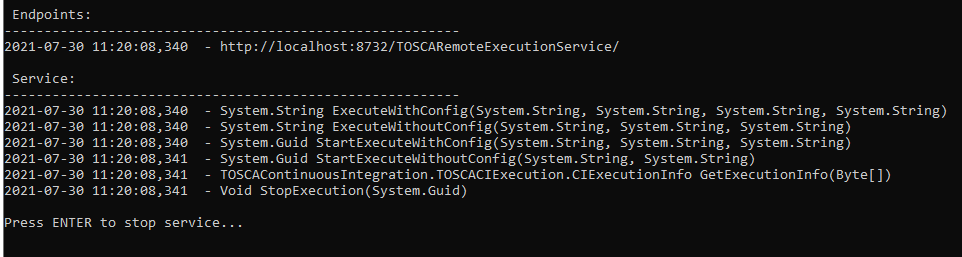 Endpoints:
---------------------------------------------------------
2021-07-30 11:20:08,340  - http://localhost:8732/TOSCARemoteExecutionService/
Service:
---------------------------------------------------------
2021-07-30 11:20:08,340  - System.String ExecuteWithConfig(System.String, System.String, System.String, System.String)
2021-07-30 11:20:08,340  - System.String ExecuteWithoutConfig(System.String, System.String, System.String)
2021-07-30 11:20:08,340  - System.Guid StartExecuteWithConfig(System.String, System.String, System.String)
2021-07-30 11:20:08,341  - System.Guid StartExecuteWithoutConfig(System.String, System.String)
2021-07-30 11:20:08,341  - TOSCAContinuousIntegration.TOSCACIExecution.CIExecutionInfo GetExecutionInfo(Byte[])
2021-07-30 11:20:08,341  - Void StopExecution(System.Guid)
Press ENTER to stop service...